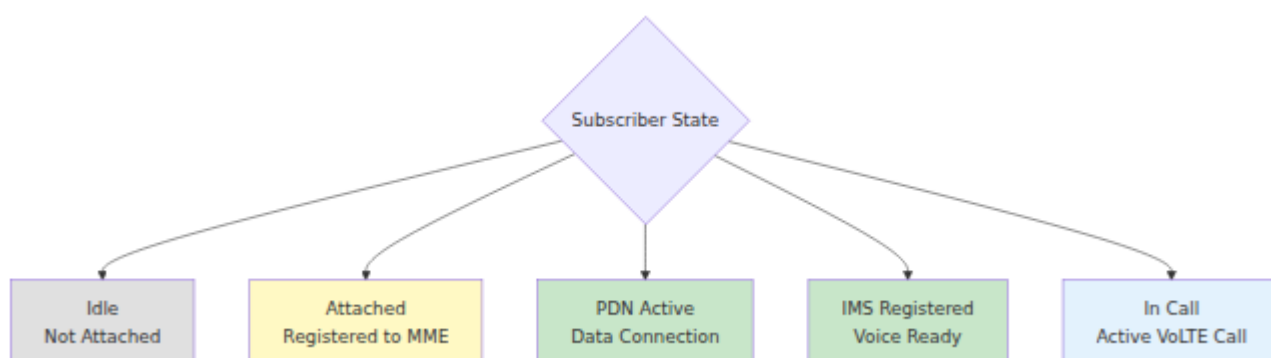 Subscriber State
Idle
Not Attached
Attached
Registered to MME
PDN Active
Data Connection
IMS Registered
Voice Ready
In Call
Active VoLTE Call